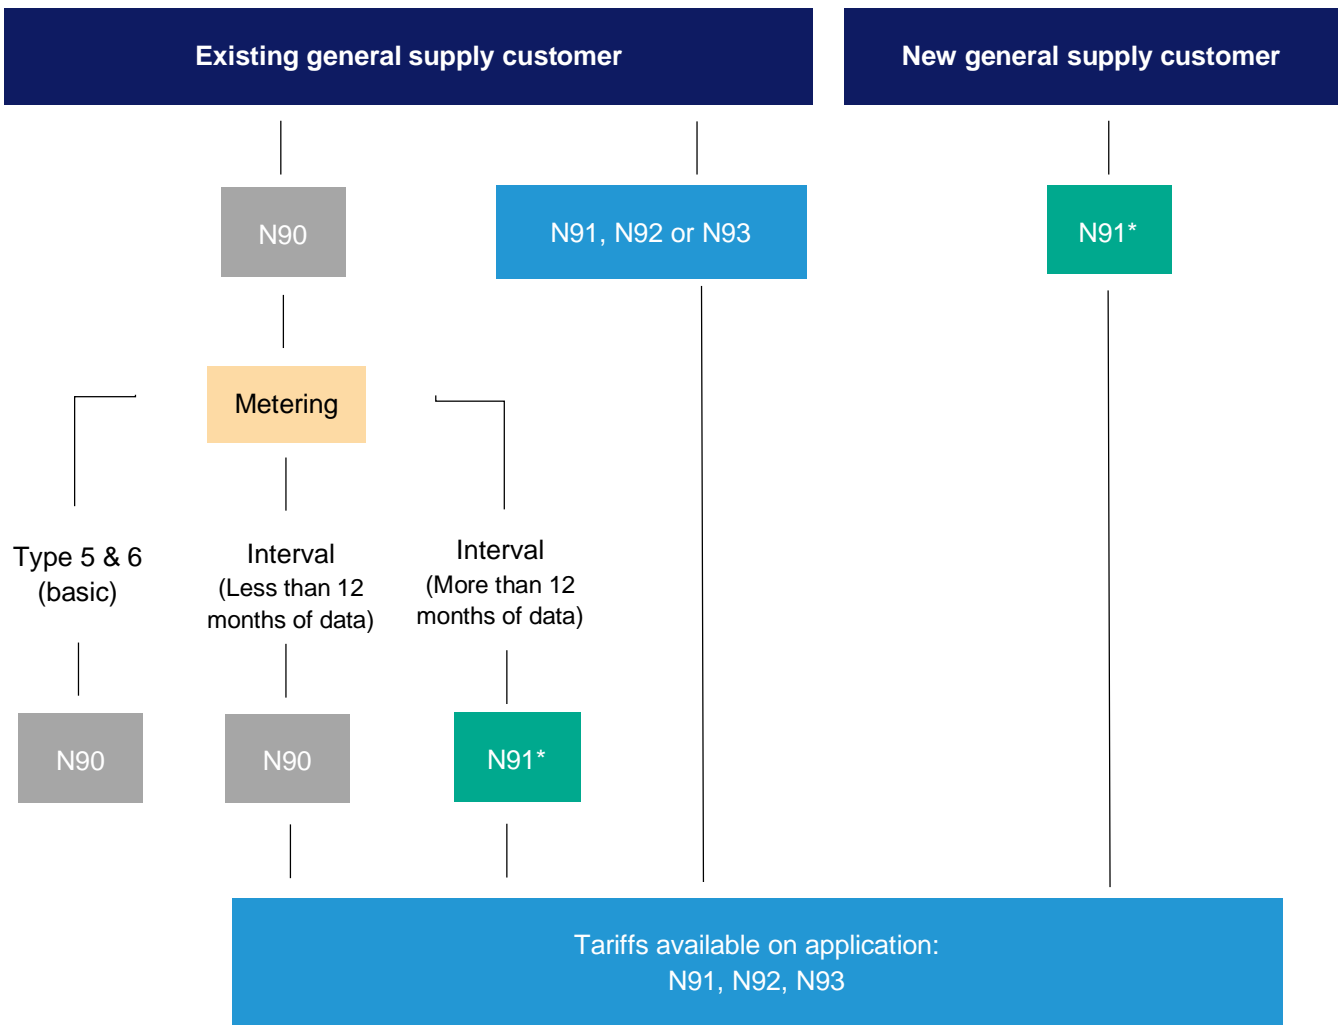 Existing general supply customer
New general supply customer
N90
N91, N92 or N93
N91*
Metering
Type 5 & 6
(basic)
Interval
(Less than 12
months of data)
Interval
(More than 12
months of data)
N90
N90
N91*
Tariffs available on application:
N91, N92, N93